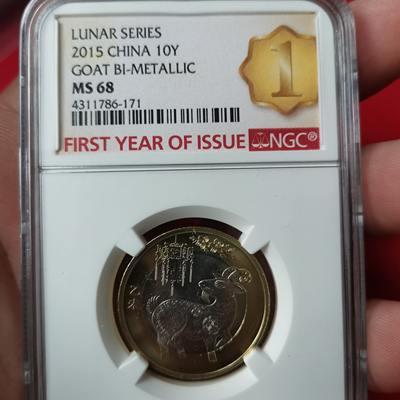 LUNAR SERIES
2015 CHINA 10Y
GOAT BI-METALLIC
MS 68
4311786-171
1
FIRST YEAR OF ISSUE NGC®